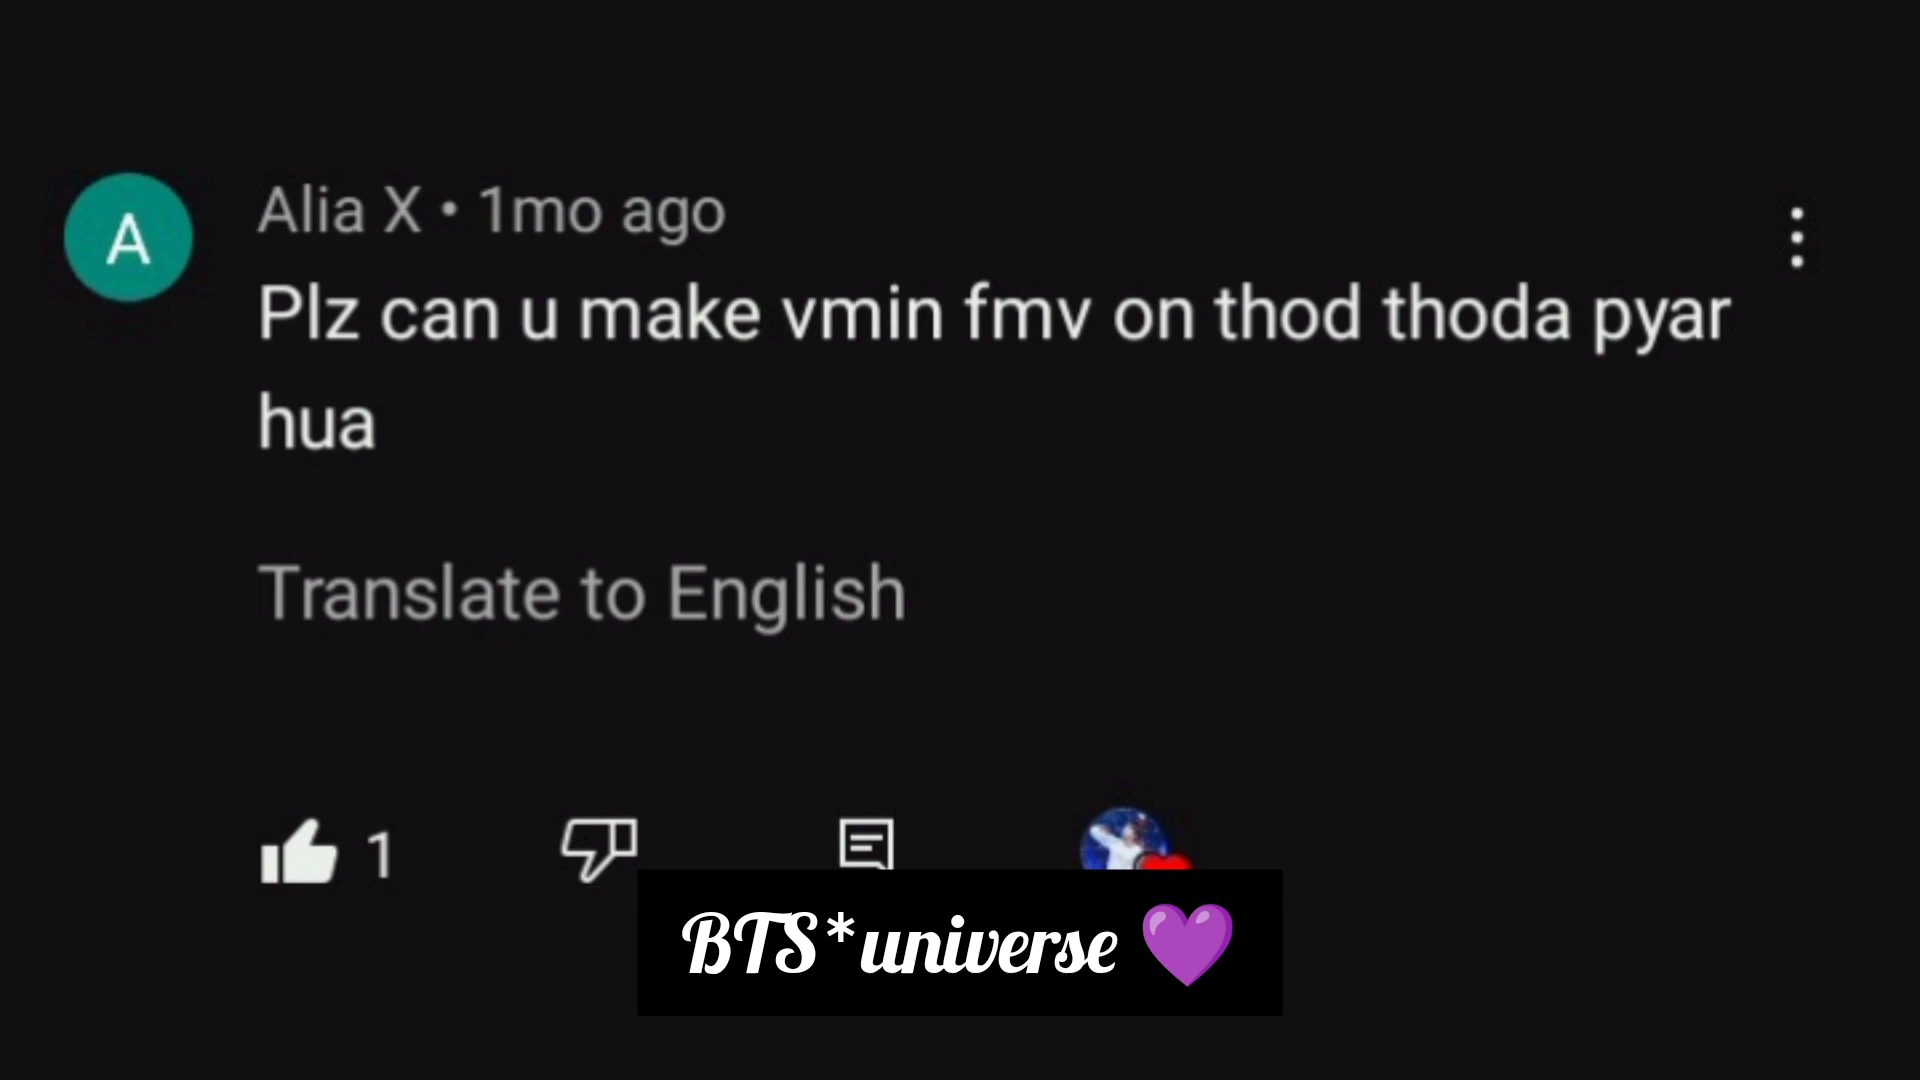 A
Alia X • 1mo ago
Plz can u make vmin fmv on thod thoda pyar
hua
Translate to English
1
BTS*universe 💜